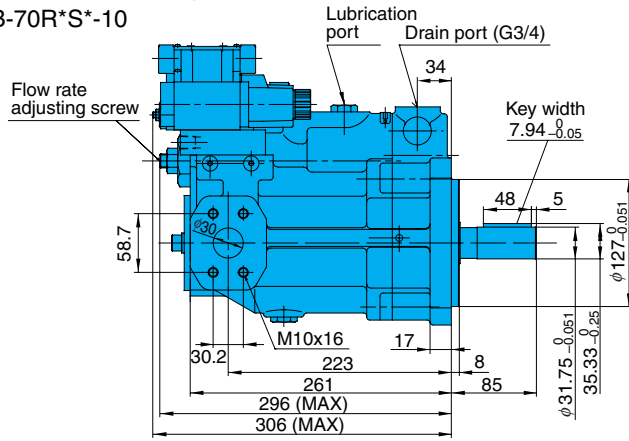 3-70R*S*-10
Lubrication
port
Drain port (G3/4)
34
Flow rate
adjusting screw
Key width
7.94 0 -0.05
48
5
58.7
φ30
φ127 0 -0.051
M10x16
30.2
17
223
8
φ31.75 0 -0.051
35.33 0 -0.25
261
85
296 (MAX)
306 (MAX)